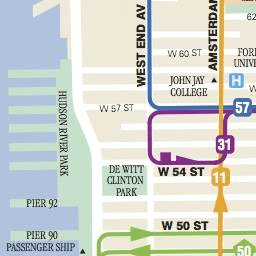 WEST END AV
AMSTERDAM
62
W 60 ST
FOR
UNIV
JOHN JAY
COLLEGE
H
W 57 ST
57
HUDSON RIVER PARK
31
DE WITT
CLINTON
PARK
W 54 ST
11
PIER 92
W 50 ST
PIER 90
PASSENGER SHIP
50